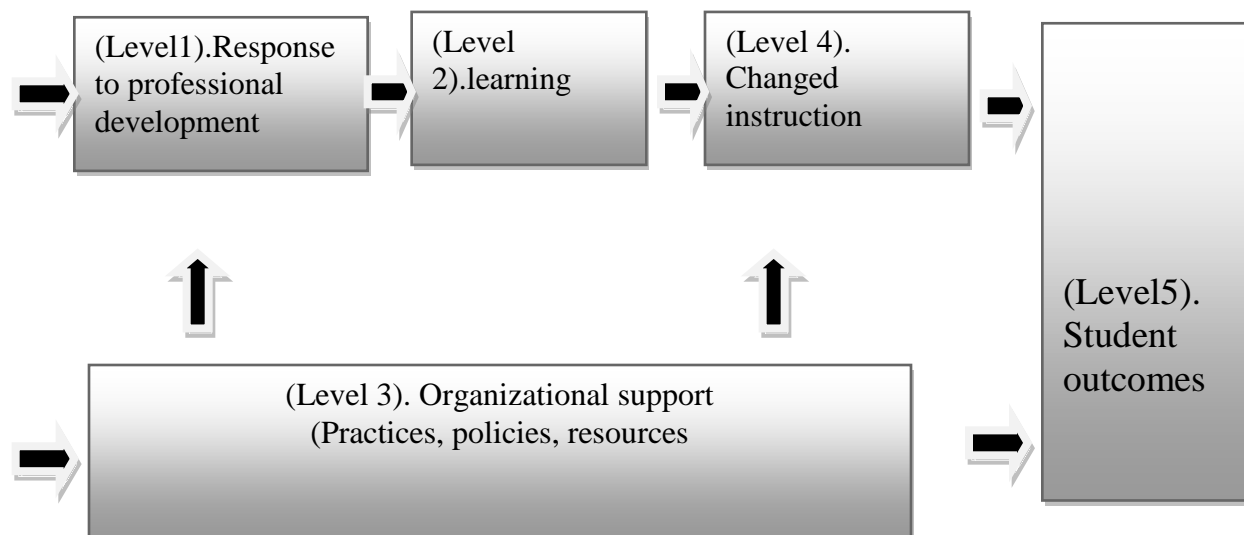 (Level1).Response
to professional
development
(Level
2).learning
(Level 4).
Changed
instruction
(Level5).
Student
outcomes
(Level 3). Organizational support
(Practices, policies, resources